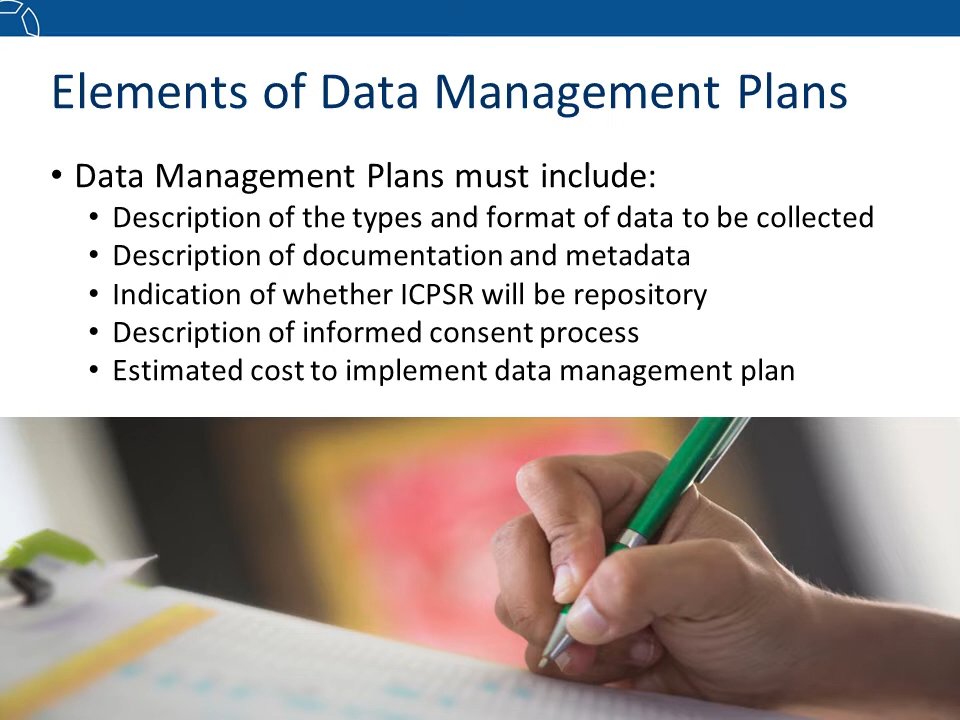 Elements of Data Management Plans
• Data Management Plans must include:
• Description of the types and format of data to be collected
• Description of documentation and metadata
• Indication of whether ICPSR will be repository
• Description of informed consent process
• Estimated cost to implement data management plan